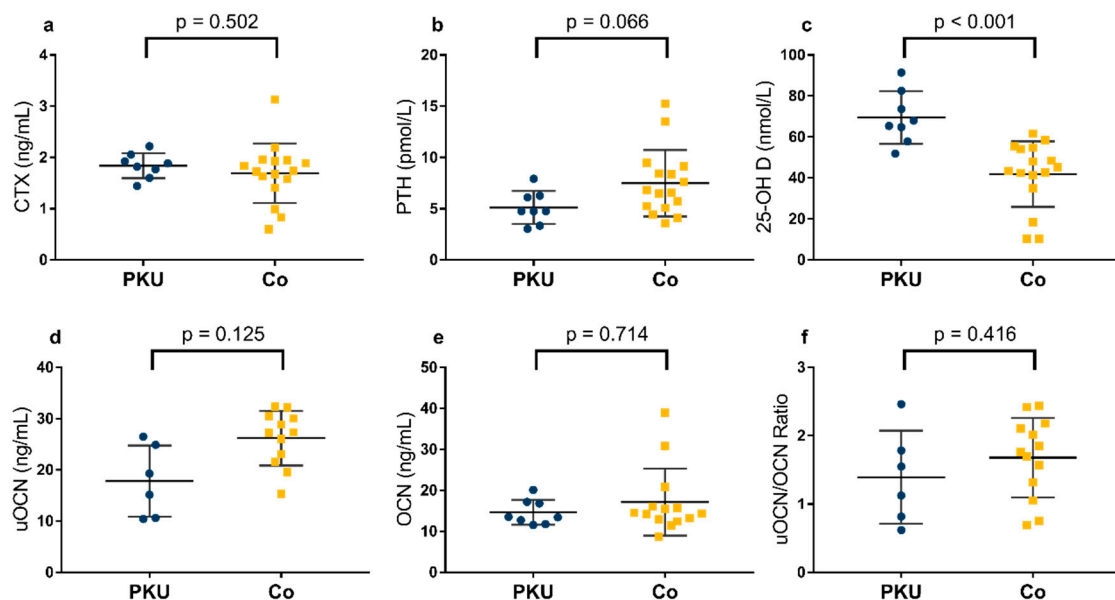 a
p = 0.502
CTX (ng/mL)
4
3
2
1
0
PKU
Co
b
p = 0.066
PTH (pmol/L)
20
15
10
5
0
PKU
Co
c
p < 0.001
25-OH D (nmol/L)
100
80
60
40
20
0
PKU
Co
d
p = 0.125
uOCN (ng/mL)
40
30
20
10
0
PKU
Co
e
p = 0.714
OCN (ng/mL)
50
40
30
20
10
0
PKU
Co
f
p = 0.416
uOCN/OCN Ratio
3
2
1
0
PKU
Co